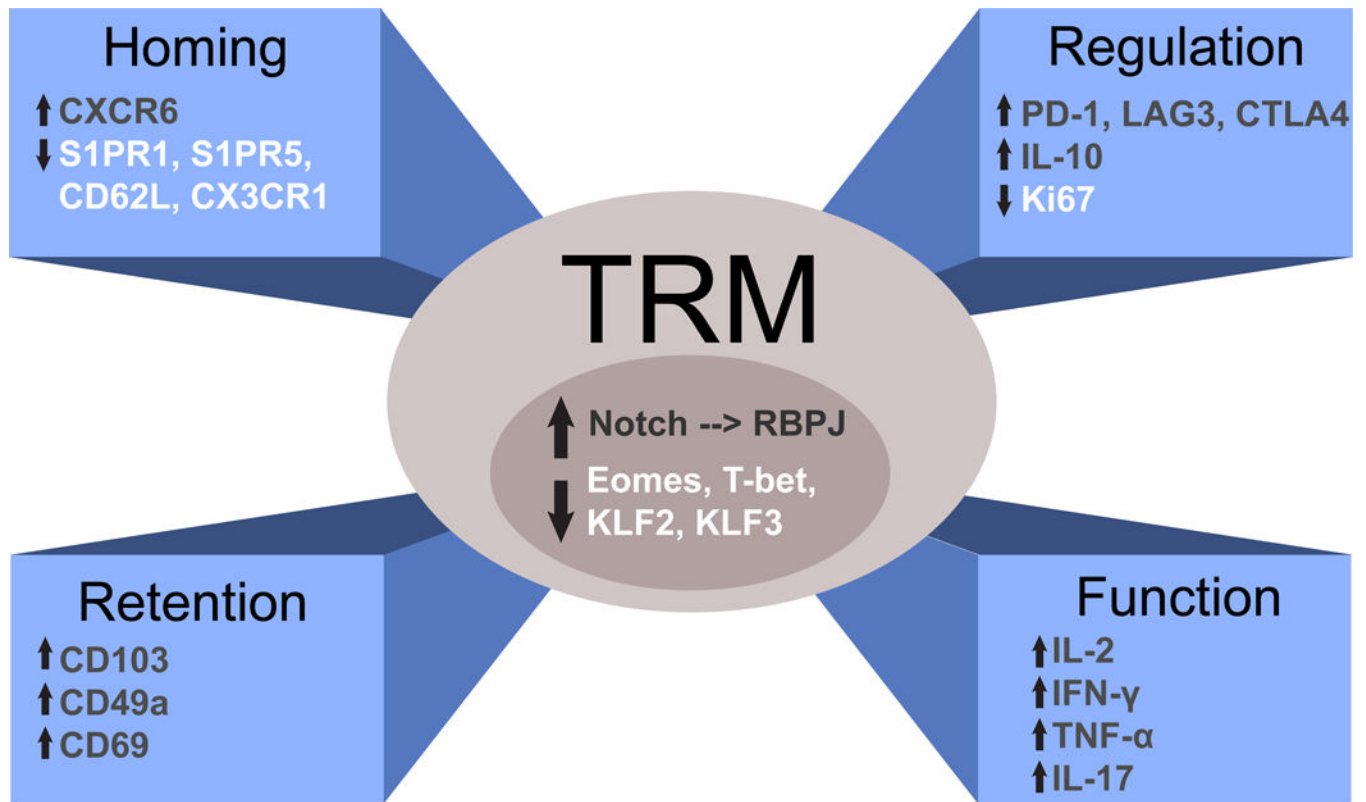 Homing
↑ CXCR6
↓ S1PR1, S1PR5,
CD62L, CX3CR1
Regulation
↑ PD-1, LAG3, CTLA4
↑ IL-10
↓ Ki67
TRM
↑ Notch --> RBPJ
↓ Eomes, T-bet,
KLF2, KLF3
Retention
↑ CD103
↑ CD49a
↑ CD69
Function
↑ IL-2
↑ IFN-γ
↑ TNF-α
↑ IL-17